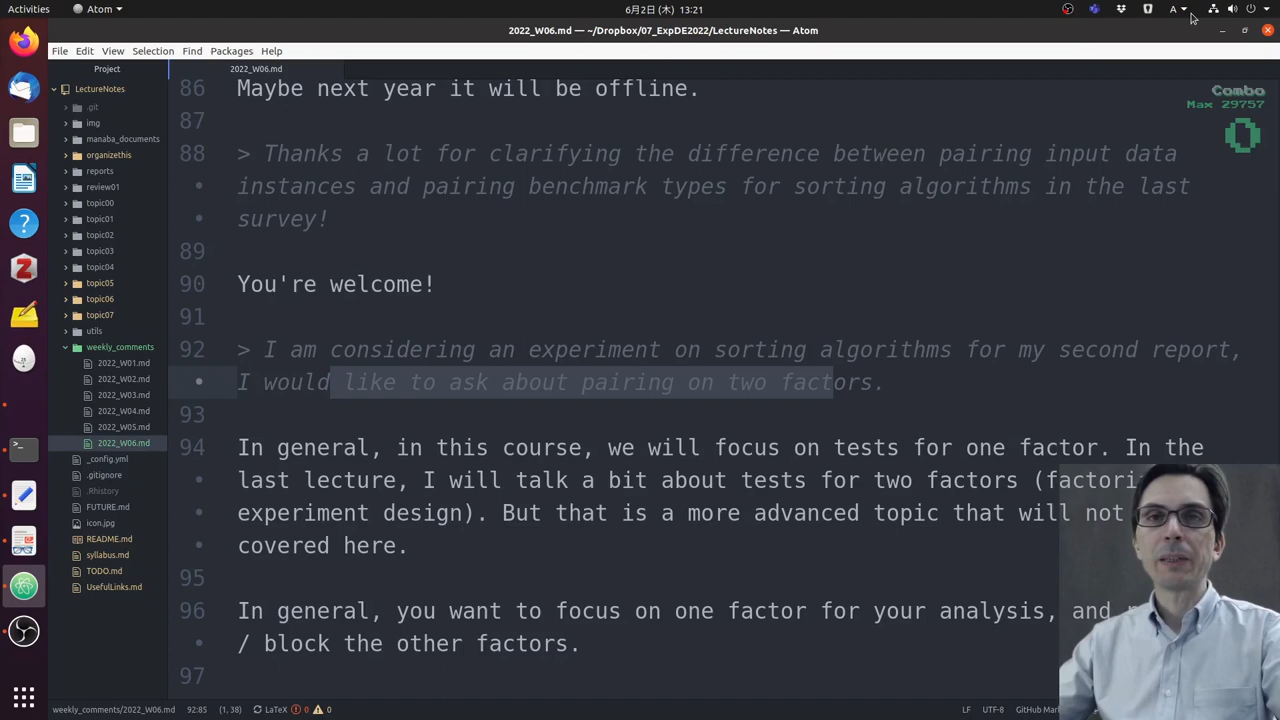 Activities
Atom
6月2日 (木) 13:21
A
2022_W06.md — ~/Dropbox/07_ExpDE2022/LectureNotes — Atom
File Edit View Selection Find Packages Help
Project
2022_W06.md
LectureNotes
.git
img
manaba_documents
organizethis
reports
review01
topic00
topic01
topic02
topic03
topic04
topic05
topic06
topic07
utils
weekly_comments
2022_W01.md
2022_W02.md
2022_W03.md
2022_W04.md
2022_W05.md
2022_W06.md
_config.yml
.gitignore
.Rhistory
FUTURE.md
icon.jpg
README.md
syllabus.md
TODO.md
UsefulLinks.md
Combo
Max 29757
0
86 Maybe next year it will be offline.
87
88 > Thanks a lot for clarifying the difference between pairing input data
instances and pairing benchmark types for sorting algorithms in the last
survey!
89
90 You're welcome!
91
92 > I am considering an experiment on sorting algorithms for my second report,
I would like to ask about pairing on two factors.
93
94 In general, in this course, we will focus on tests for one factor. In the
last lecture, I will talk a bit about tests for two factors
experiment design). But that is a more advanced topic that will not
covered here.
95
96 In general, you want to focus on one factor for your analysis, and
/ block the other factors.
97
weekly_comments/2022_W06.md 92:85 (1, 38) LaTeX 0 0 LF UTF-8